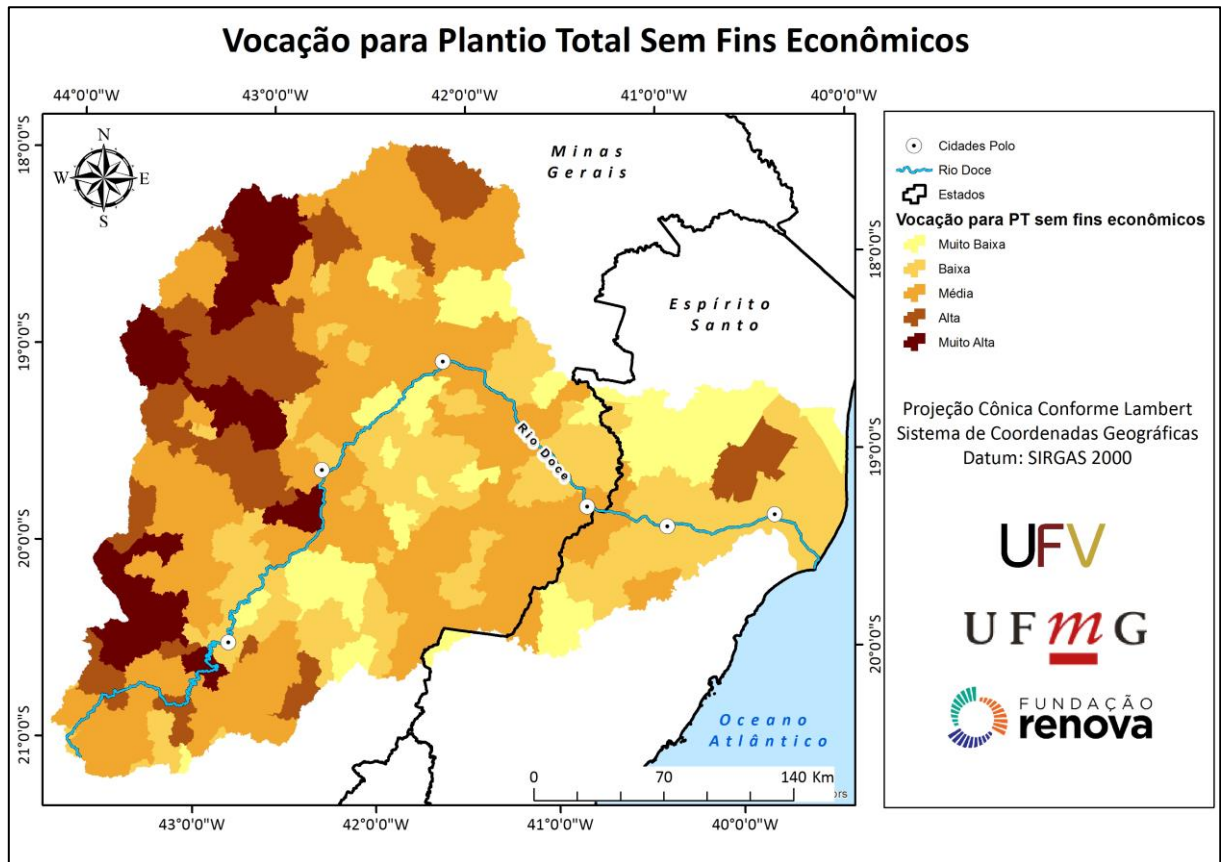 Vocação para Plantio Total Sem Fins Econômicos
44°0'0"W
43°0'0"W
42°0'0"W
41°0'0"W
40°0'0"W
18°0'0"S
19°0'0"S
20°0'0"S
21°0'0"S
N
W
E
S
Minas
Gerais
Espírito
Santo
Rio Doce
Oceano
Atlântico
0
70
140 Km
ors
18°0'0"S
19°0'0"S
20°0'0"S
43°0'0"W
42°0'0"W
41°0'0"W
40°0'0"W
Cidades Polo
Rio Doce
Estados
Vocação para PT sem fins econômicos
Muito Baixa
Baixa
Média
Alta
Muito Alta
Projeção Cônica Conforme Lambert
Sistema de Coordenadas Geográficas
Datum: SIRGAS 2000
UFV
UFmG
FUNDAÇÃO
renova